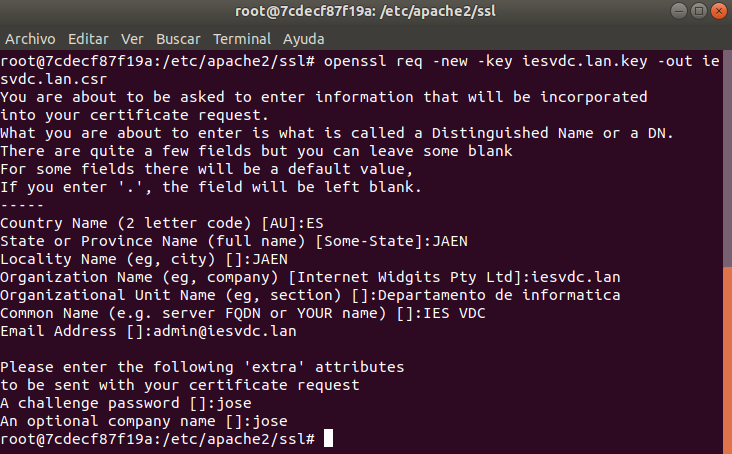 root@7cdecf87f19a: /etc/apache2/ssl
Archivo Editar Ver Buscar Terminal Ayuda
root@7cdecf87f19a:/etc/apache2/ssl# openssl req -new -key iesvdc.lan.key -out ie
svdc.lan.csr
You are about to be asked to enter information that will be incorporated
into your certificate request.
What you are about to enter is what is called a Distinguished Name or a DN.
There are quite a few fields but you can leave some blank
For some fields there will be a default value,
If you enter '.', the field will be left blank.
-----
Country Name (2 letter code) [AU]:ES
State or Province Name (full name) [Some-State]:JAEN
Locality Name (eg, city) []:JAEN
Organization Name (eg, company) [Internet Widgits Pty Ltd]:iesvdc.lan
Organizational Unit Name (eg, section) []:Departamento de informatica
Common Name (e.g. server FQDN or YOUR name) []:IES VDC
Email Address []:admin@iesvdc.lan

Please enter the following 'extra' attributes
to be sent with your certificate request
A challenge password []:jose
An optional company name []:jose
root@7cdecf87f19a:/etc/apache2/ssl#